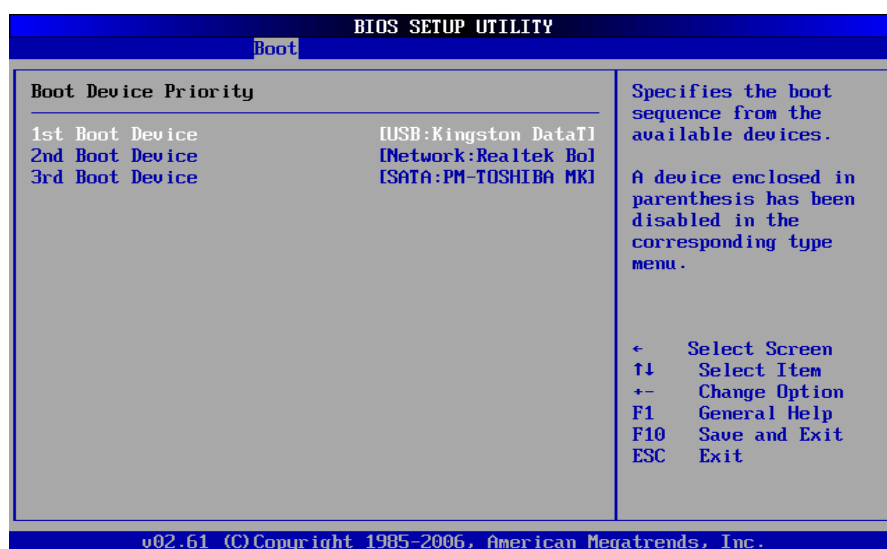 BIOS SETUP UTILITY
Boot
Boot Device Priority
1st Boot Device [USB:Kingston DataT]
2nd Boot Device [Network:Realtek Bo]
3rd Boot Device [SATA:PM-TOSHIBA MK]
Specifies the boot
sequence from the
available devices.
A device enclosed in
parenthesis has been
disabled in the
corresponding type
menu.
← Select Screen
↑↓ Select Item
+- Change Option
F1 General Help
F10 Save and Exit
ESC Exit
v02.61 (C)Copyright 1985-2006, American Megatrends, Inc.